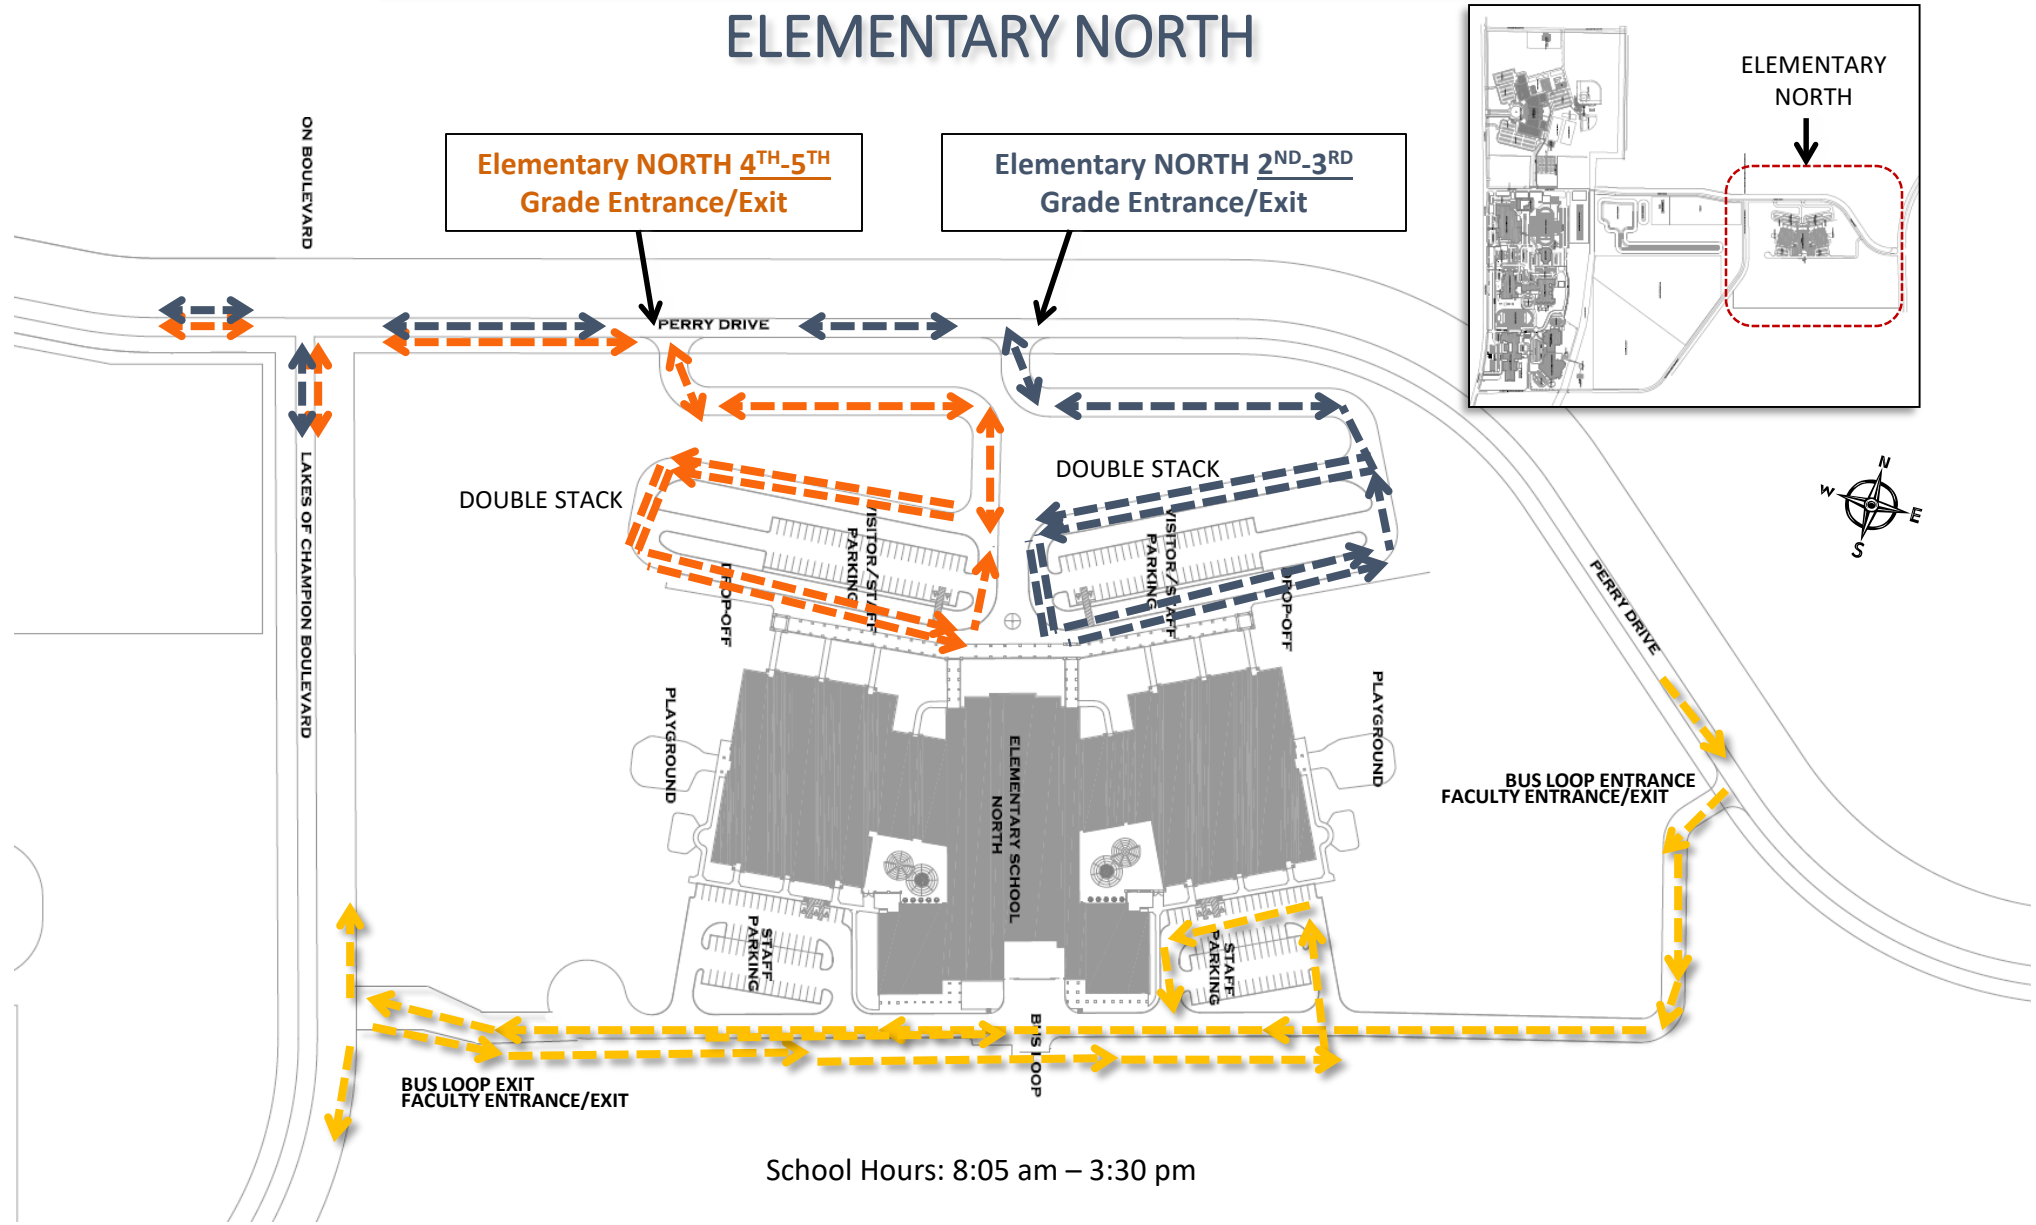 ELEMENTARY NORTH
ELEMENTARY
NORTH
ON BOULEVARD
Elementary NORTH 4TH-5TH
Grade Entrance/Exit
Elementary NORTH 2ND-3RD
Grade Entrance/Exit
PERRY DRIVE
DOUBLE STACK
DOUBLE STACK
LAKES OF CHAMPION BOULEVARD
VISITOR/STAFF
PARKING
VISITOR/STAFF
PARKING
DROP-OFF
DROP-OFF
N
W
E
S
PERRY DRIVE
PLAYGROUND
PLAYGROUND
ELEMENTARY SCHOOL
NORTH
BUS LOOP ENTRANCE
FACULTY ENTRANCE/EXIT
STAFF
PARKING
STAFF
PARKING
BUS LOOP
BUS LOOP EXIT
FACULTY ENTRANCE/EXIT
School Hours: 8:05 am – 3:30 pm